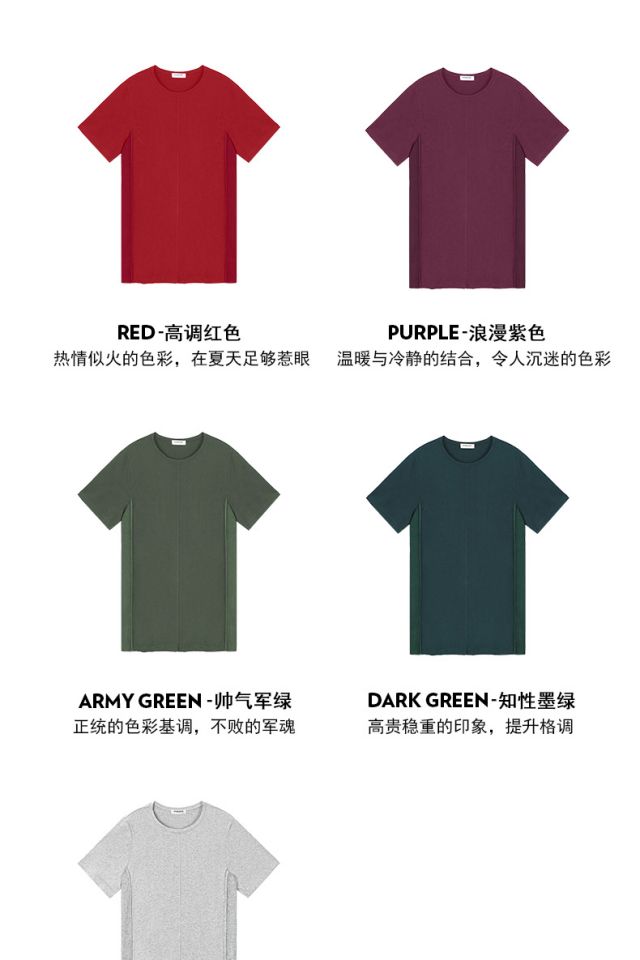 RED-高调红色
热情似火的色彩，在夏天足够惹眼
PURPLE-浪漫紫色
温暖与冷静的结合，令人沉迷的色彩
ARMY GREEN-帅气军绿
正统的色彩基调，不败的军魂
DARK GREEN-知性墨绿
高贵稳重的印象，提升格调